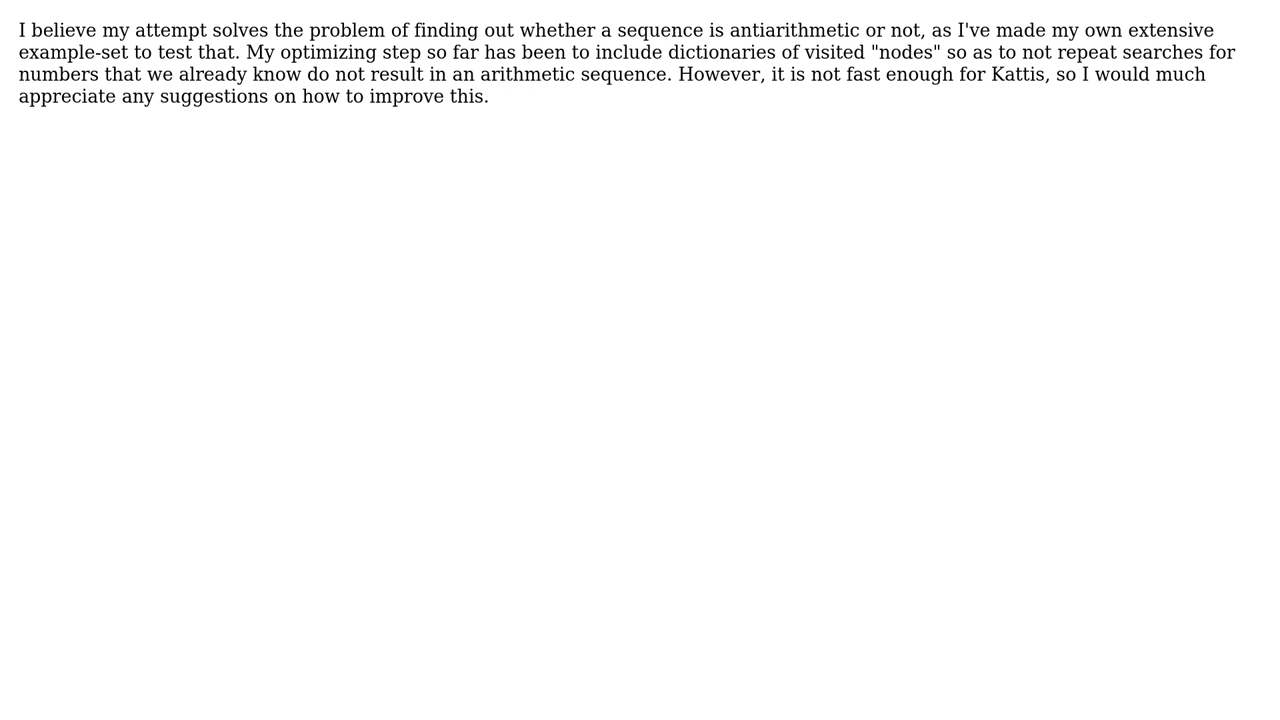 I believe my attempt solves the problem of finding out whether a sequence is antiarithmetic or not, as I've made my own extensive
example-set to test that. My optimizing step so far has been to include dictionaries of visited "nodes" so as to not repeat searches for
numbers that we already know do not result in an arithmetic sequence. However, it is not fast enough for Kattis, so I would much
appreciate any suggestions on how to improve this.